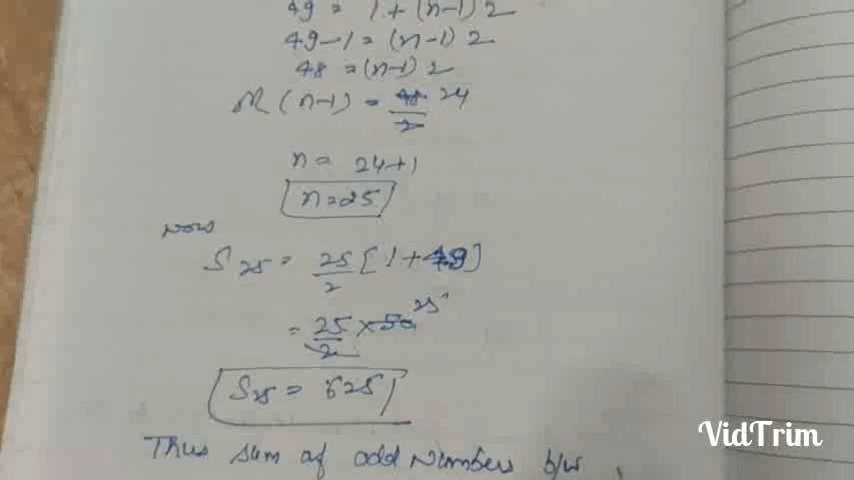 49 = 1 + (n-1) 2
49-1 = (n-1) 2
48 = (n-1) 2
(n-1) = 48/2 24
n = 24+1
n=25
Now
S25 = 25/2 [1+49]
= 25/2 × 50 25
S25 = 625
Thus sum of odd numbers b/w
VidTrim